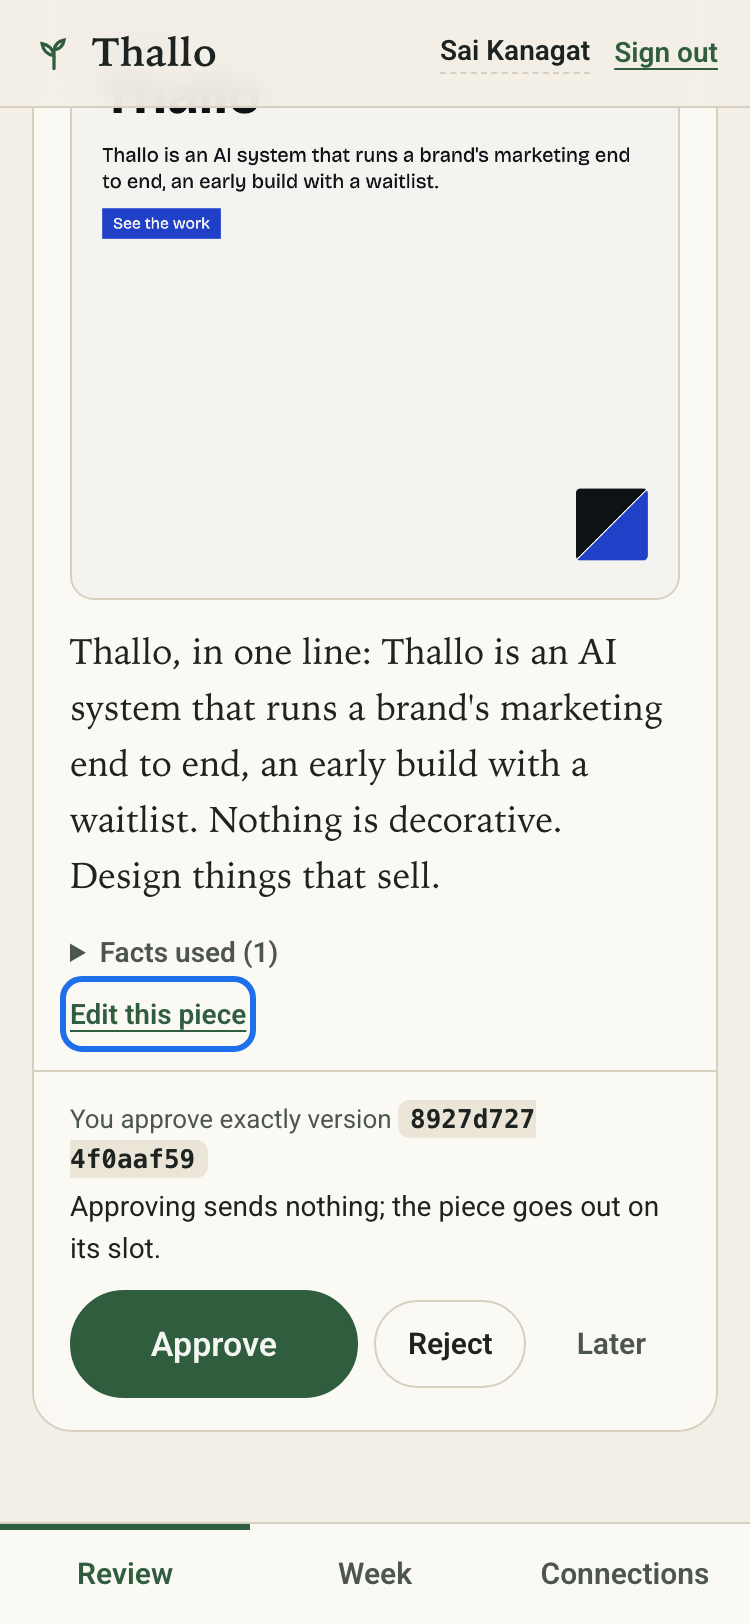 Thallo
Sai Kanagat
Sign out
Thallo
Thallo is an AI system that runs a brand's marketing end
to end, an early build with a waitlist.
See the work
Thallo, in one line: Thallo is an AI
system that runs a brand's marketing
end to end, an early build with a
waitlist. Nothing is decorative.
Design things that sell.
Facts used (1)
Edit this piece
You approve exactly version 8927d727
4f0aaf59
Approving sends nothing; the piece goes out on
its slot.
Approve
Reject
Later
Review
Week
Connections